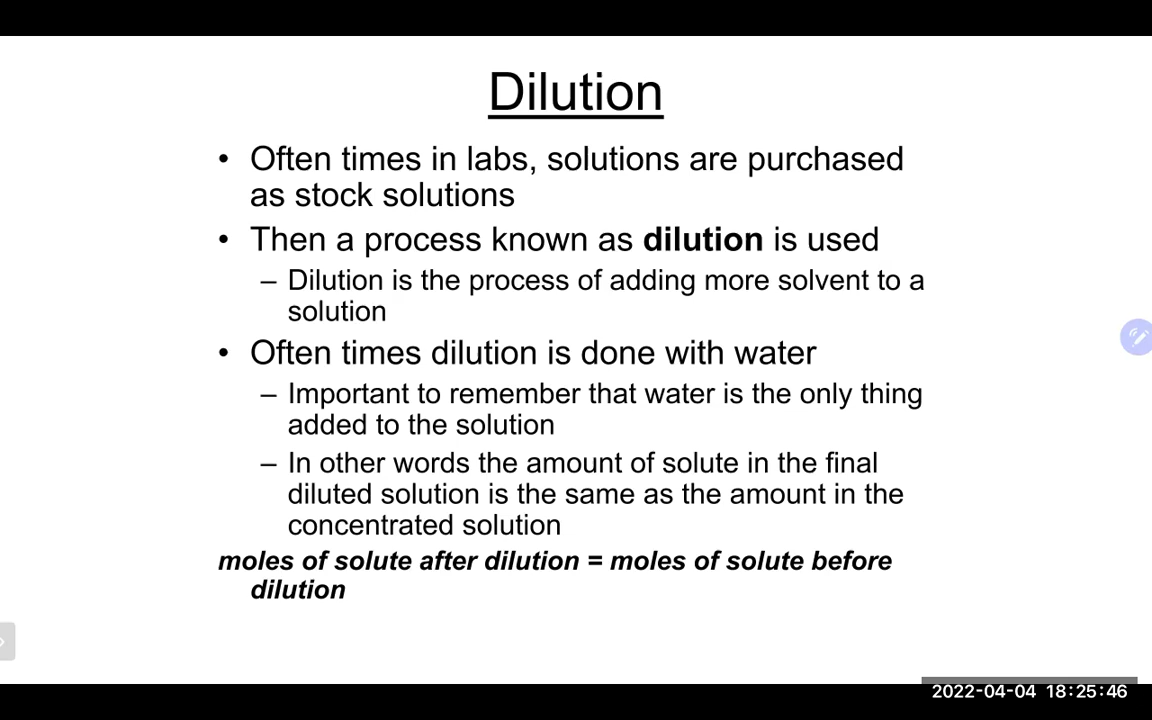 Dilution
• Often times in labs, solutions are purchased
as stock solutions
• Then a process known as dilution is used
– Dilution is the process of adding more solvent to a
solution
• Often times dilution is done with water
– Important to remember that water is the only thing
added to the solution
– In other words the amount of solute in the final
diluted solution is the same as the amount in the
concentrated solution
moles of solute after dilution = moles of solute before
dilution
2022-04-04 18:25:46